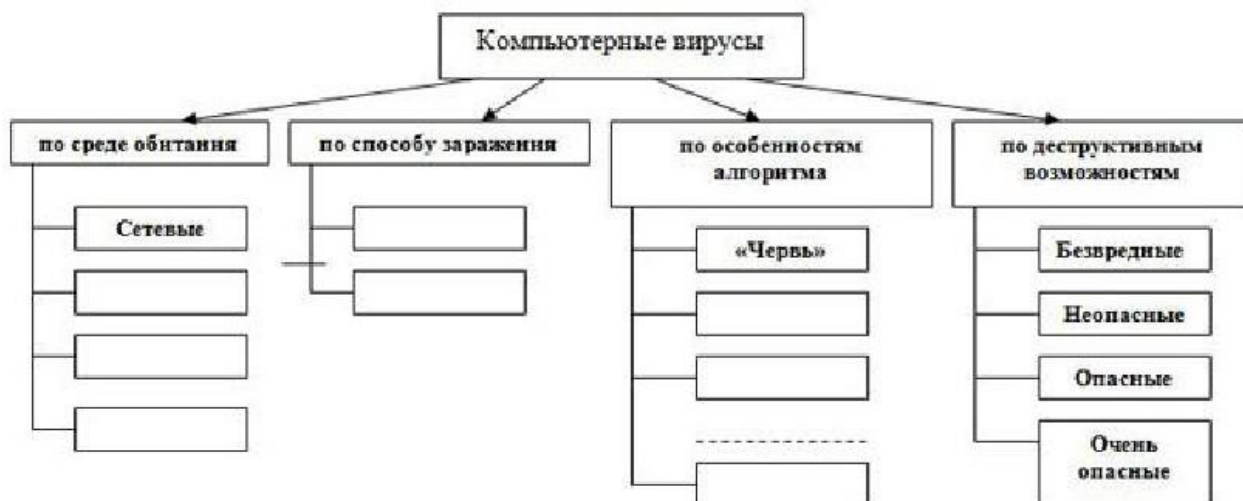 Компьютерные вирусы
по среде обитания
Сетевые
по способу заражения
по особенностям
алгоритма
«Червь»
по деструктивным
возможностям
Безвредные
Неопасные
Опасные
Очень
опасные